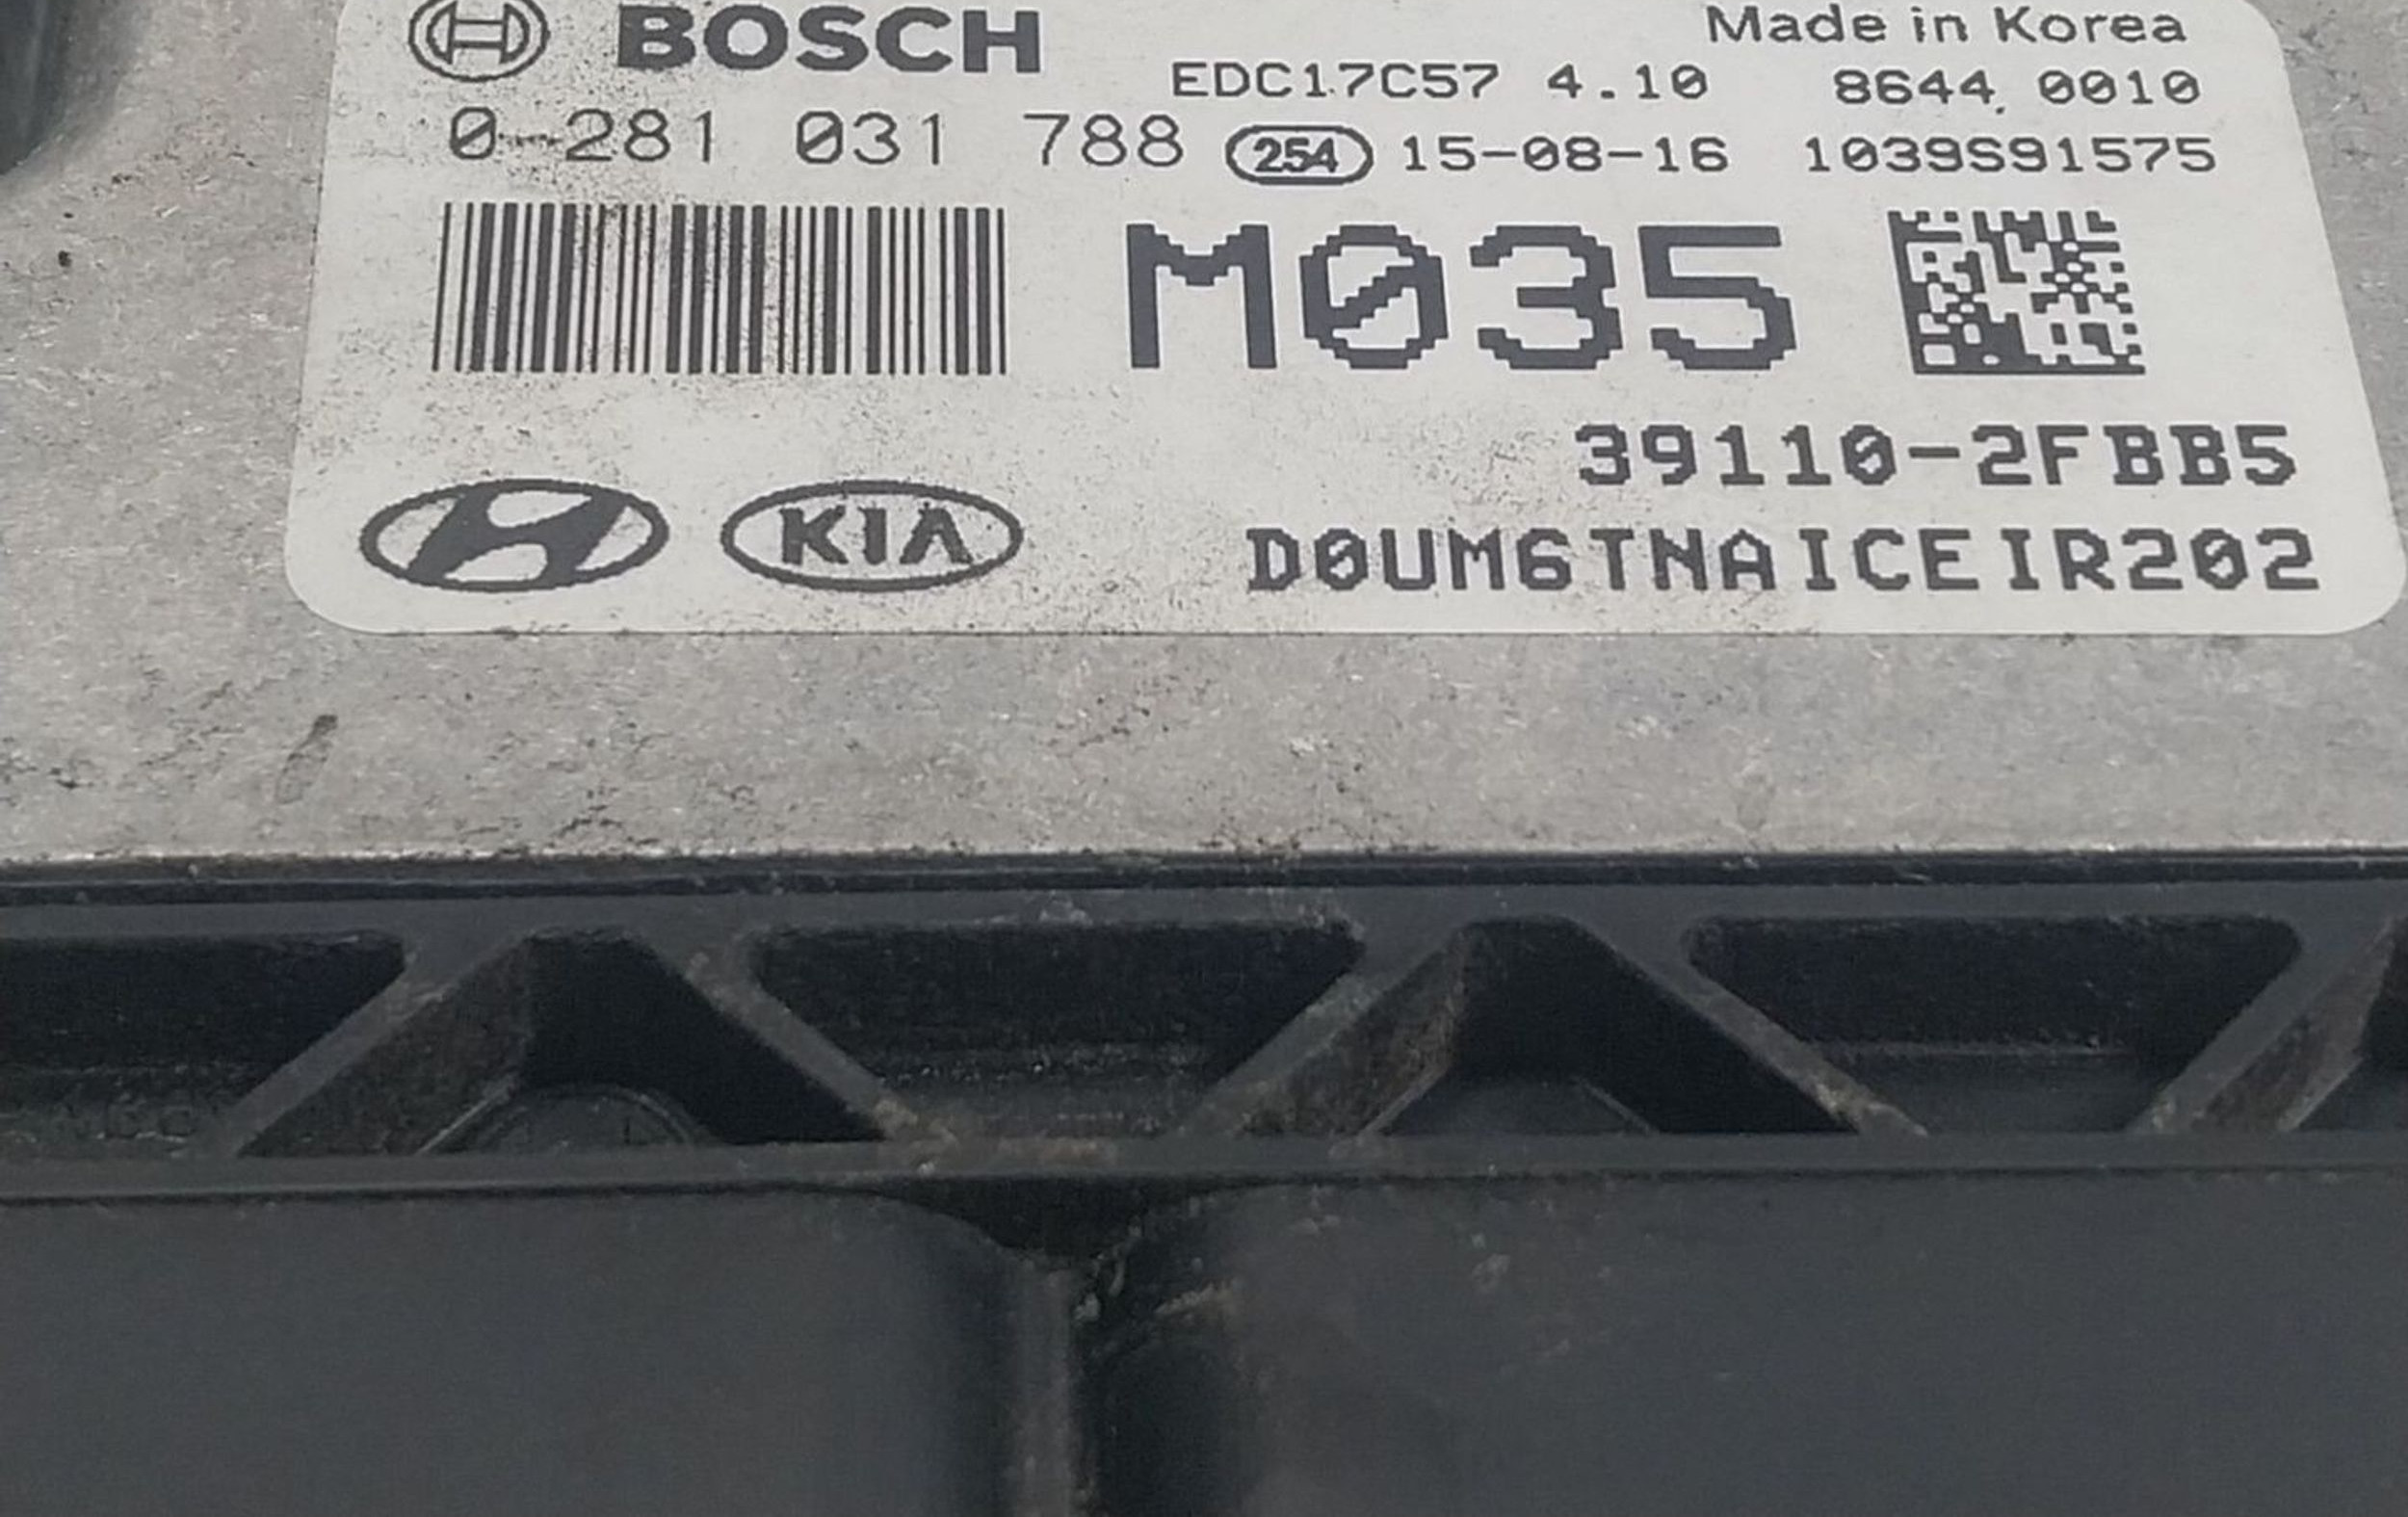 BOSCH
Made in Korea
EDC17C57 4.10 8644 0010
0 281 031 788 254 15-08-16 1039S91575
M035
39110-2FBB5
KIA
D0UM6TNAICEIR202